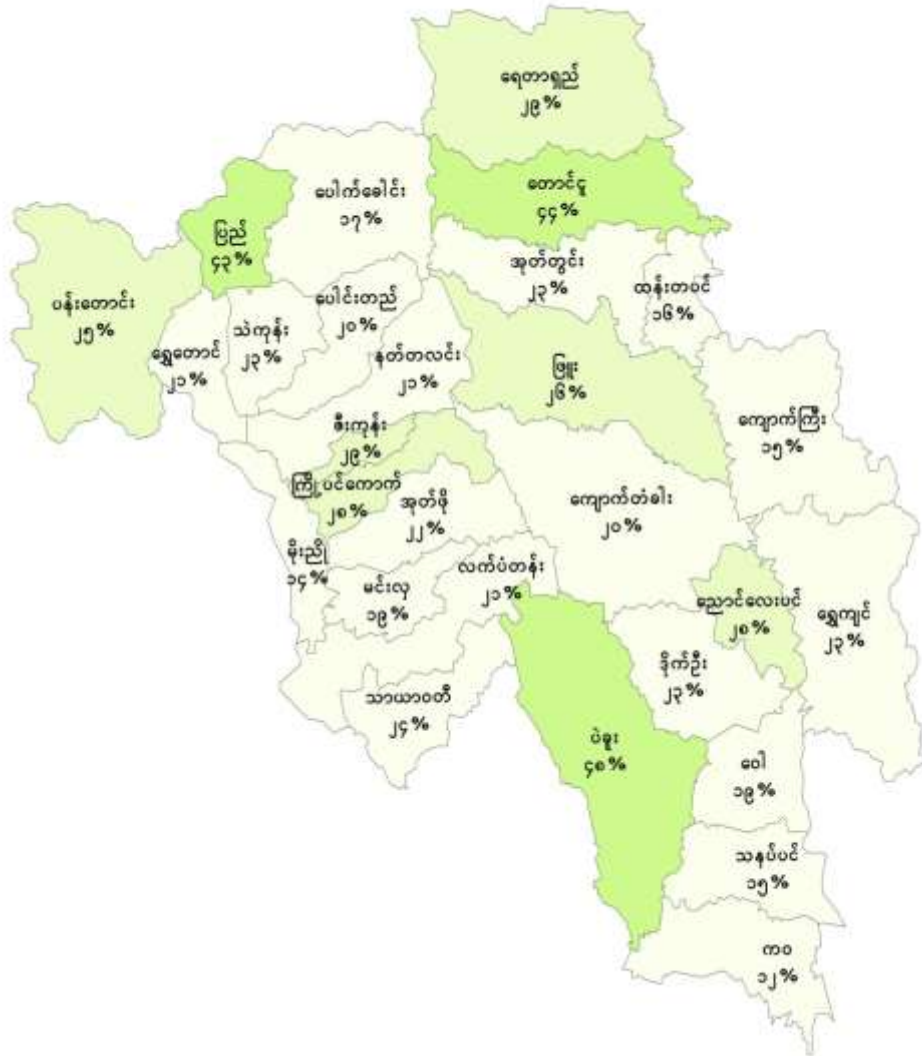 ရေတာရှည်
၂၉%
တောင်ငူ
၄၄%
ပေါက်ခေါင်း
၁၇%
ပြည်
၄၃%
အုတ်တွင်း
၂၃%
ထန်းတပင်
၁၆%
ပန်းတောင်း
၂၅%
ပေါင်းတည်
၂၀%
သဲကုန်း
၂၃%
ရွှေတောင်
၂၁%
နတ်တလင်း
၂၁%
ဖြူး
၂၆%
ကျောက်ကြီး
၁၅%
ဇီးကုန်း
၂၉%
ကြို့ပင်ကောက်
၂၈%
အုတ်ဖို
၂၂%
ကျောက်တံခါး
၂၀%
မိုးညို
၁၄%
မင်းလှ
၁၉%
လက်ပံတန်း
၂၁%
ညောင်လေးပင်
၂၈%
ရွှေကျင်
၂၃%
ဒိုက်ဦး
၂၃%
သာယာဝတီ
၂၄%
ပဲခူး
၄၈%
ဝေါ
၁၉%
သနပ်ပင်
၁၅%
ကဝ
၁၂%